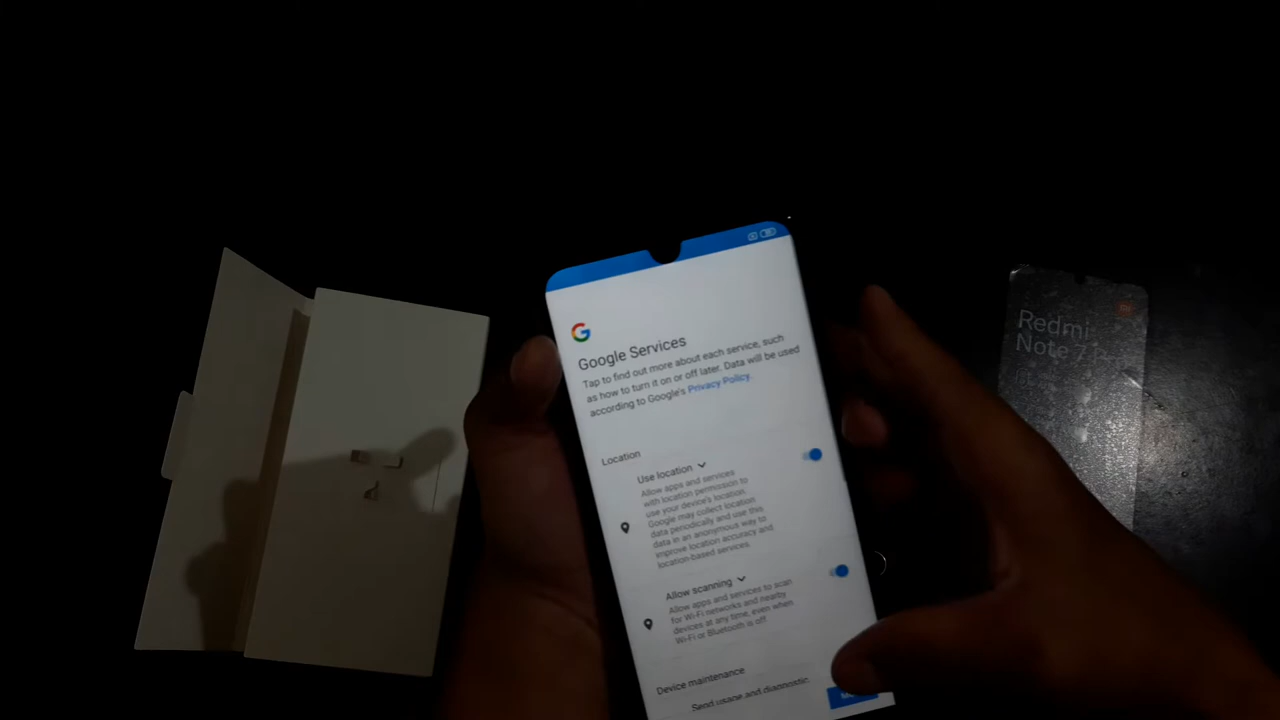 Google Services
Tap to find out more about each service, such
as how to turn it on or off later. Data will be used
according to Google's Privacy Policy.
Location
Use location
Allow apps and services
with location permission to
use your device's location.
Google may collect location
data periodically and use this
data in an anonymous way to
improve location accuracy and
location-based services.
Allow scanning
Allow apps and services to scan
for Wi-Fi networks and nearby
devices at any time, even when
Wi-Fi or Bluetooth is off
Device maintenance
Send usage and diagnostic
Redmi
Note 7